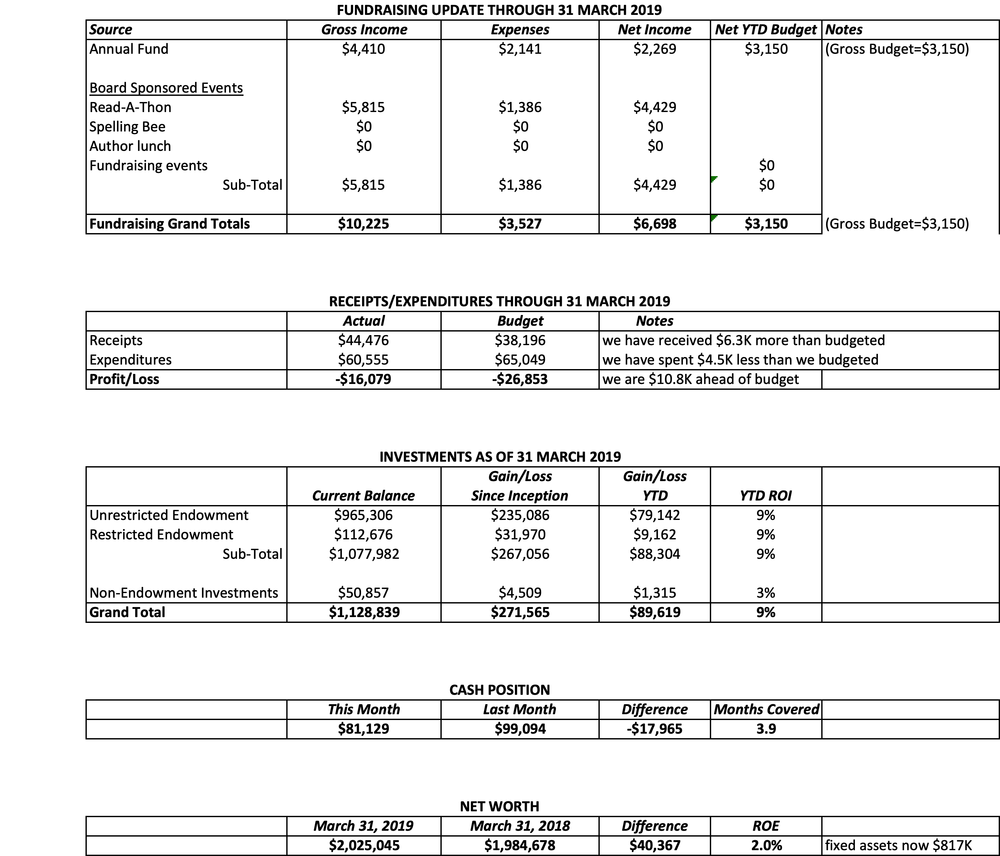 FUNDRAISING UPDATE THROUGH 31 MARCH 2019
Source Gross Income Expenses Net Income Net YTD Budget Notes
Annual Fund $4,410 $2,141 $2,269 $3,150 (Gross Budget=$3,150)
Board Sponsored Events
Read-A-Thon $5,815 $1,386 $4,429
Spelling Bee $0 $0 $0
Author lunch $0 $0 $0
Fundraising events $0
Sub-Total $5,815 $1,386 $4,429 $0
Fundraising Grand Totals $10,225 $3,527 $6,698 $3,150 (Gross Budget=$3,150)
RECEIPTS/EXPENDITURES THROUGH 31 MARCH 2019
Actual Budget Notes
Receipts $44,476 $38,196 we have received $6.3K more than budgeted
Expenditures $60,555 $65,049 we have spent $4.5K less than we budgeted
Profit/Loss -$16,079 -$26,853 we are $10.8K ahead of budget
INVESTMENTS AS OF 31 MARCH 2019
Gain/Loss Gain/Loss
Current Balance Since Inception YTD YTD ROI
Unrestricted Endowment $965,306 $235,086 $79,142 9%
Restricted Endowment $112,676 $31,970 $9,162 9%
Sub-Total $1,077,982 $267,056 $88,304 9%
Non-Endowment Investments $50,857 $4,509 $1,315 3%
Grand Total $1,128,839 $271,565 $89,619 9%
CASH POSITION
This Month Last Month Difference Months Covered
$81,129 $99,094 -$17,965 3.9
NET WORTH
March 31, 2019 March 31, 2018 Difference ROE
$2,025,045 $1,984,678 $40,367 2.0% fixed assets now $817K